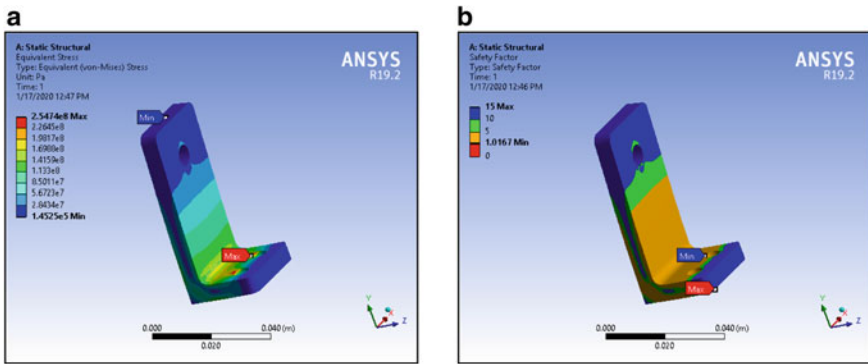 a
A: Static Structural
Equivalent Stress
Type: Equivalent (von-Mises) Stress
Unit: Pa
Time: 1
1/17/2020 12:47 PM
2.5474e8 Max
2.2645e8
1.9817e8
1.6988e8
1.4159e8
1.133e8
8.5011e7
5.6723e7
2.8434e7
1.4525e5 Min
ANSYS
R19.2
Min
Max
Y
X
Z
0.000
0.040 (m)
0.020
b
A: Static Structural
Safety Factor
Type: Safety Factor
Time: 1
1/17/2020 12:46 PM
15 Max
10
5
1.0167 Min
0
ANSYS
R19.2
Min
Max
Y
X
Z
0.000
0.040 (m)
0.020